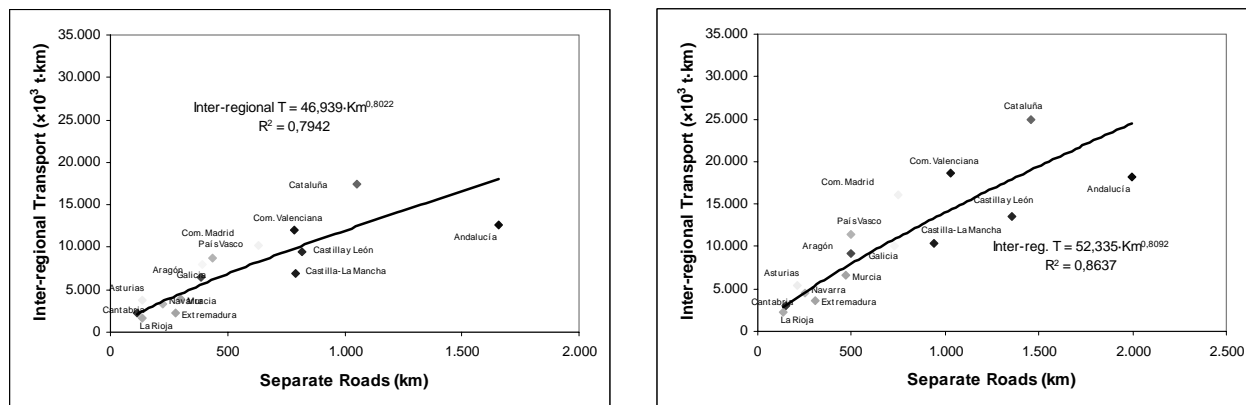 35.000
30.000
25.000
20.000
15.000
10.000
5.000
0
Inter-regional Transport (×10³ t·km)
Inter-regional T = 46,939·Km^0,8022
R² = 0,7942
Cataluña
Com. Valenciana
Com. Madrid
País Vasco
Castilla y León
Andalucía
Aragón
Galicia
Castilla-La Mancha
Asturias
Navarra
Murcia
Cantabria
Extremadura
La Rioja
0 500 1.000 1.500 2.000
Separate Roads (km)
35.000
30.000
25.000
20.000
15.000
10.000
5.000
0
Inter-regional Transport (×10³ t·km)
Cataluña
Com. Valenciana
Com. Madrid
Andalucía
Castilla y León
País Vasco
Castilla-La Mancha
Aragón
Galicia
Inter-reg. T = 52,335·Km^0,8092
R² = 0,8637
Asturias
Murcia
Navarra
Cantabria
Extremadura
La Rioja
0 500 1.000 1.500 2.000 2.500
Separate Roads (km)